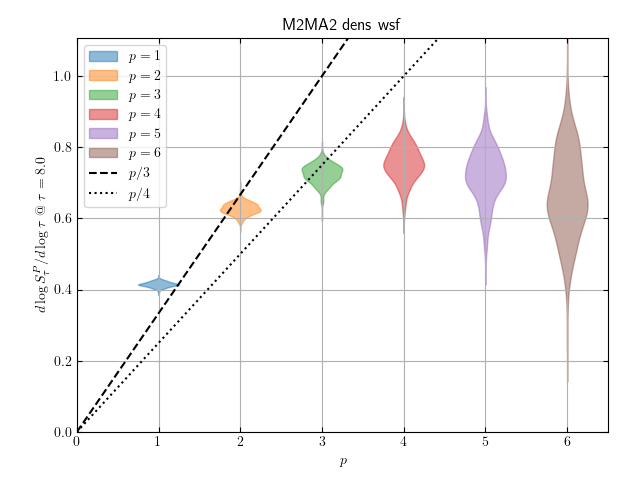 M2MA2 dens wsf
p = 1
p = 2
p = 3
p = 4
p = 5
p = 6
p/3
p/4
d log S_τ^P / d log τ @ τ = 8.0
1.0
0.8
0.6
0.4
0.2
0.0
0 1 2 3 4 5 6
p